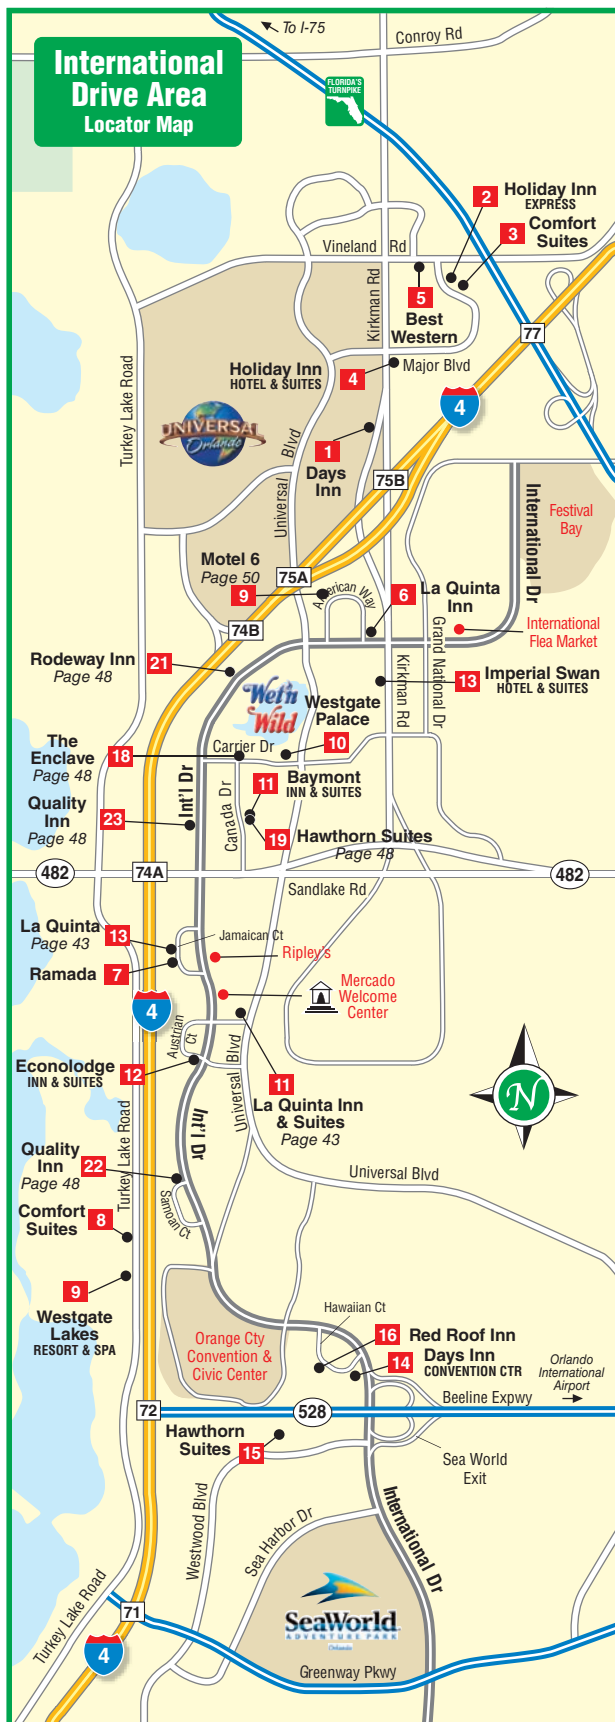 To I-75
Conroy Rd
International
Drive Area
Locator Map
FLORIDA'S
TURNPIKE
2
Holiday Inn
EXPRESS
3
Comfort
Suites
Vineland Rd
5
Best
Western
Kirkman Rd
77
Turkey Lake Road
Holiday Inn
HOTEL & SUITES
4
Major Blvd
4
UNIVERSAL
Orlando
Universal Blvd
1
Days
Inn
75B
International Dr
Festival
Bay
Motel 6
Page 50
9
75A
American Way
6
La Quinta
Inn
74B
International
Flea Market
Grand National Dr
Rodeway Inn
Page 48
21
Kirkman Rd
13
Imperial Swan
HOTEL & SUITES
Wet'n
Wild
Westgate
Palace
10
The
Enclave
Page 48
18
Carrier Dr
Int'l Dr
Canada Dr
11
Baymont
INN & SUITES
Quality
Inn
Page 48
23
19
Hawthorn Suites
Page 48
482
74A
482
Sandlake Rd
La Quinta
Page 43
13
Jamaican Ct
Ripley's
Ramada
7
Mercado
Welcome
Center
4
Austrian
Ct
Universal Blvd
Econolodge
INN & SUITES
12
11
La Quinta Inn
& Suites
Page 43
N
Turkey Lake Road
Int'l Dr
Quality
Inn
Page 48
22
Universal Blvd
Samoan Ct
Comfort
Suites
8
9
Westgate
Lakes
RESORT & SPA
Hawaiian Ct
Orange Cty
Convention &
Civic Center
16
Red Roof Inn
14
Days Inn
CONVENTION CTR
Orlando
International
Airport
Beeline Expwy
72
528
Hawthorn
Suites
15
Sea World
Exit
Westwood Blvd
Sea Harbor Dr
International Dr
Turkey Lake Road
71
SeaWorld
ADVENTURE PARK
Orlando
4
Greenway Pkwy